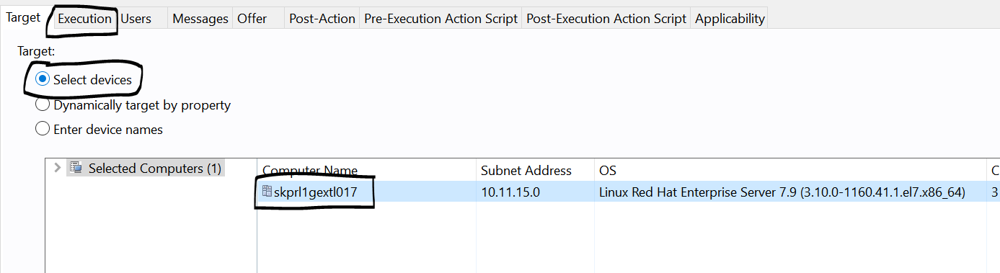 Target Execution Users Messages Offer Post-Action Pre-Execution Action Script Post-Execution Action Script Applicability
Target:
Select devices
Dynamically target by property
Enter device names
Selected Computers (1)
Computer Name Subnet Address OS C
skprl1gextl017 10.11.15.0 Linux Red Hat Enterprise Server 7.9 (3.10.0-1160.41.1.el7.x86_64) 3